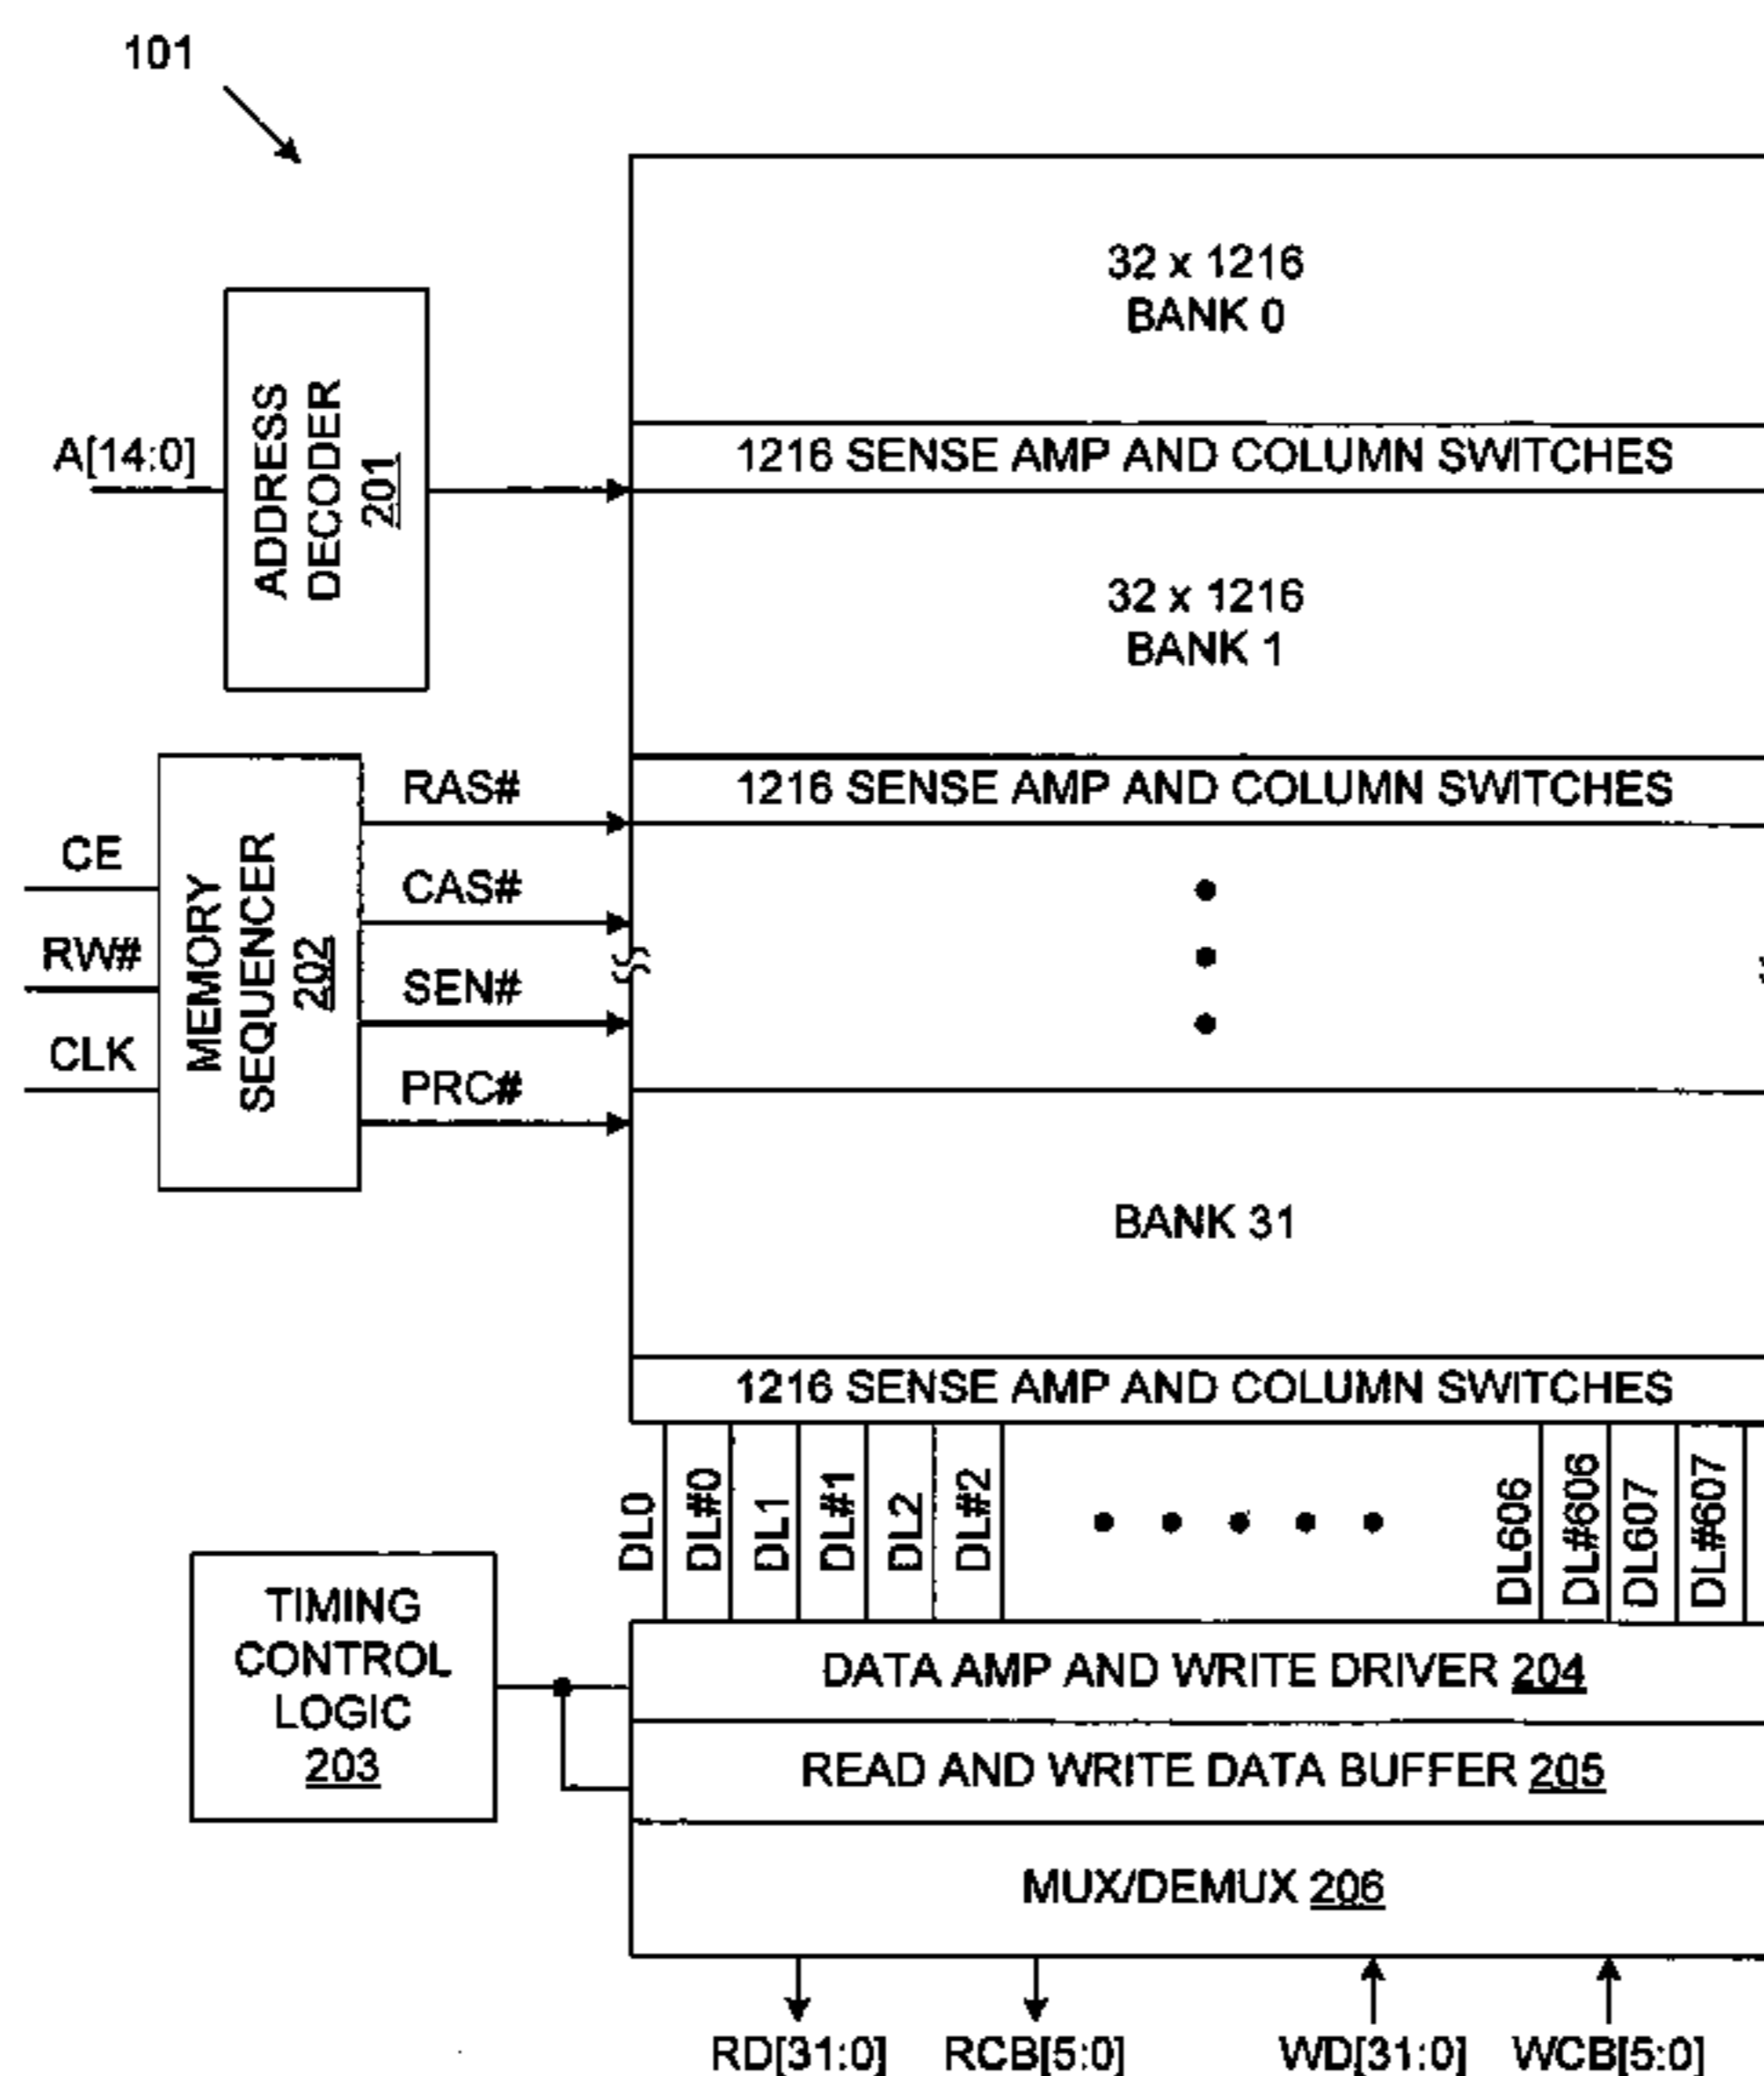 101
32 x 1216
BANK 0
1216 SENSE AMP AND COLUMN SWITCHES
A[14:0]
ADDRESS
DECODER
201
32 x 1216
BANK 1
1216 SENSE AMP AND COLUMN SWITCHES
CE
RW#
CLK
MEMORY
SEQUENCER
202
RAS#
CAS#
SEN#
PRC#
BANK 31
1216 SENSE AMP AND COLUMN SWITCHES
DL0
DL#0
DL1
DL#1
DL2
DL#2
DL606
DL#606
DL607
DL#607
TIMING
CONTROL
LOGIC
203
DATA AMP AND WRITE DRIVER 204
READ AND WRITE DATA BUFFER 205
MUX/DEMUX 206
RD[31:0]
RCB[5:0]
WD[31:0]
WCB[5:0]